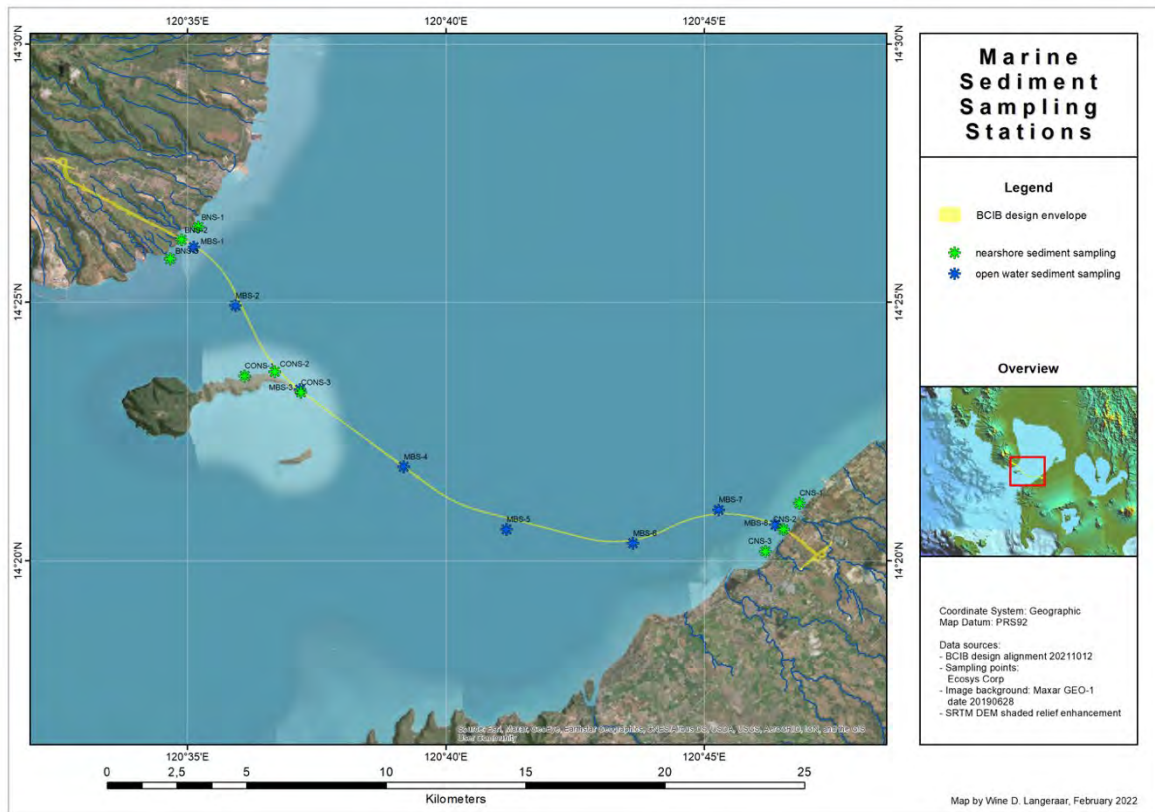 120°35'E
120°40'E
120°45'E
14°30'N
14°30'N
14°25'N
14°25'N
14°20'N
14°20'N
BNS-1
BNS-2
MBS-1
MBS-2
CONS-1
CONS-2
MBS-3
CONS-3
MBS-4
MBS-5
MBS-6
MBS-7
MBS-8
CNS-1
CNS-2
CNS-3
120°35'E
120°40'E
120°45'E
0
2,5
5
10
15
20
25
Kilometers
Marine
Sediment
Sampling
Stations
Legend
BCIB design envelope
nearshore sediment sampling
open water sediment sampling
Overview
Coordinate System: Geographic
Map Datum: PRS92
Data sources:
- BCIB design alignment 20211012
- Sampling points:
Ecosys Corp
- Image background: Maxar GEO-1
date 20190628
- SRTM DEM shaded relief enhancement
Map by Wine D. Langeraar, February 2022